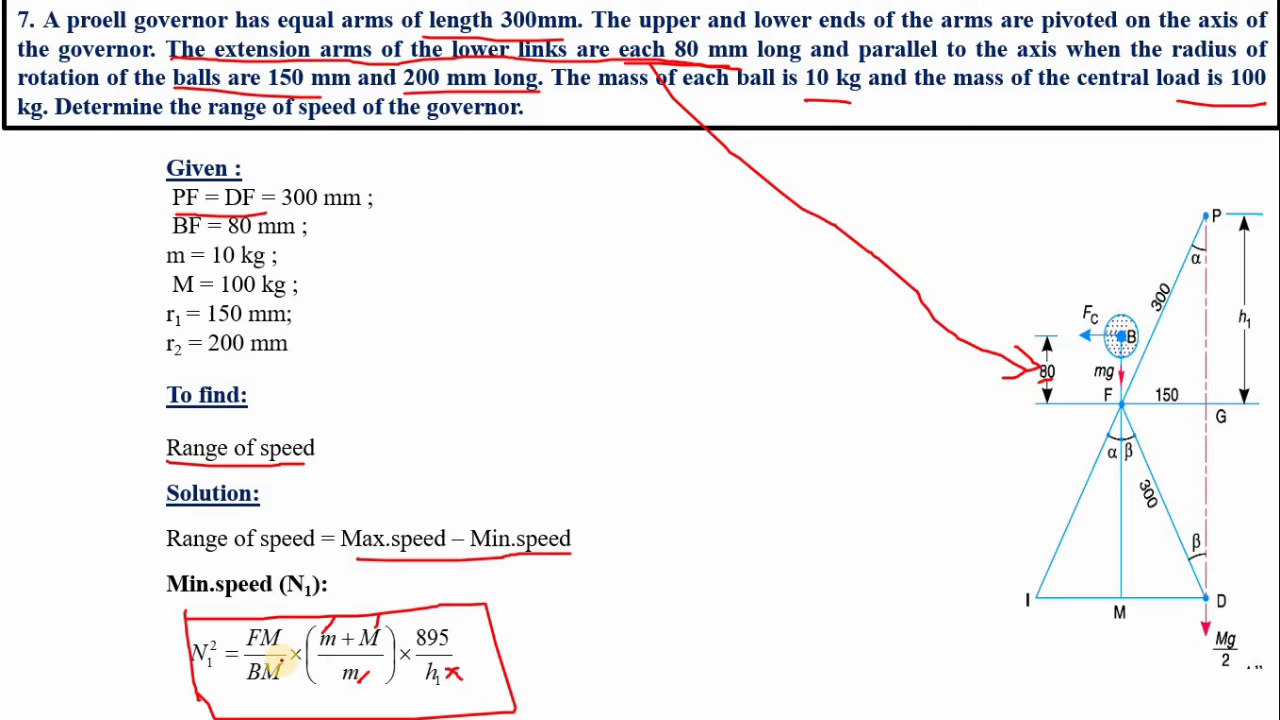 7. A proell governor has equal arms of length 300mm. The upper and lower ends of the arms are pivoted on the axis of
the governor. The extension arms of the lower links are each 80 mm long and parallel to the axis when the radius of
rotation of the balls are 150 mm and 200 mm long. The mass of each ball is 10 kg and the mass of the central load is 100
kg. Determine the range of speed of the governor.
Given :
PF = DF = 300 mm ;
BF = 80 mm ;
m = 10 kg ;
M = 100 kg ;
r₁ = 150 mm;
r₂ = 200 mm
To find:
Range of speed
Solution:
Range of speed = Max.speed – Min.speed
Min.speed (N₁):
N₁² = FM/BM × ( (m + M)/m ) × 895/h₁
P
α
300
h₁
F_C
B
80
mg
F
150
G
α β
300
β
I
M
D
Mg/2